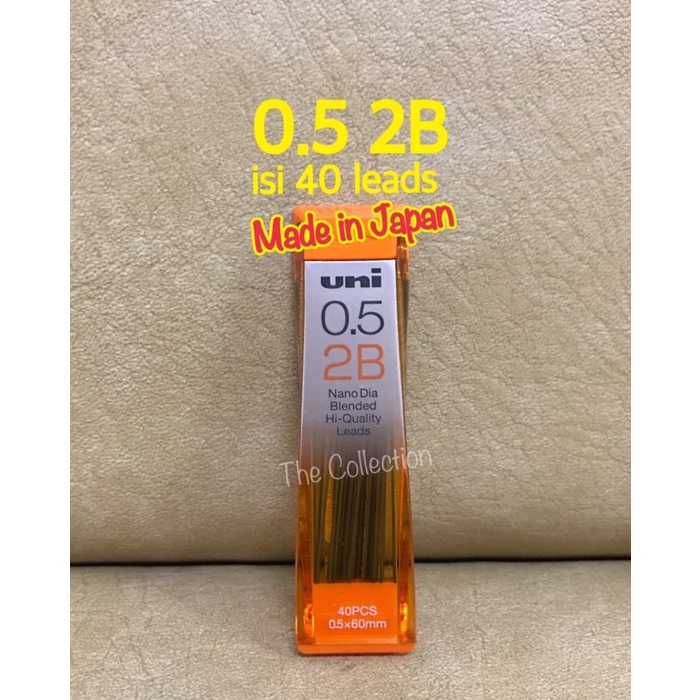 0.5 2B
isi 40 leads
Made in Japan
uni
0.5
2B
Nano Dia
Blended
Hi-Quality
Leads
The Collection
40PCS
0.5×60mm